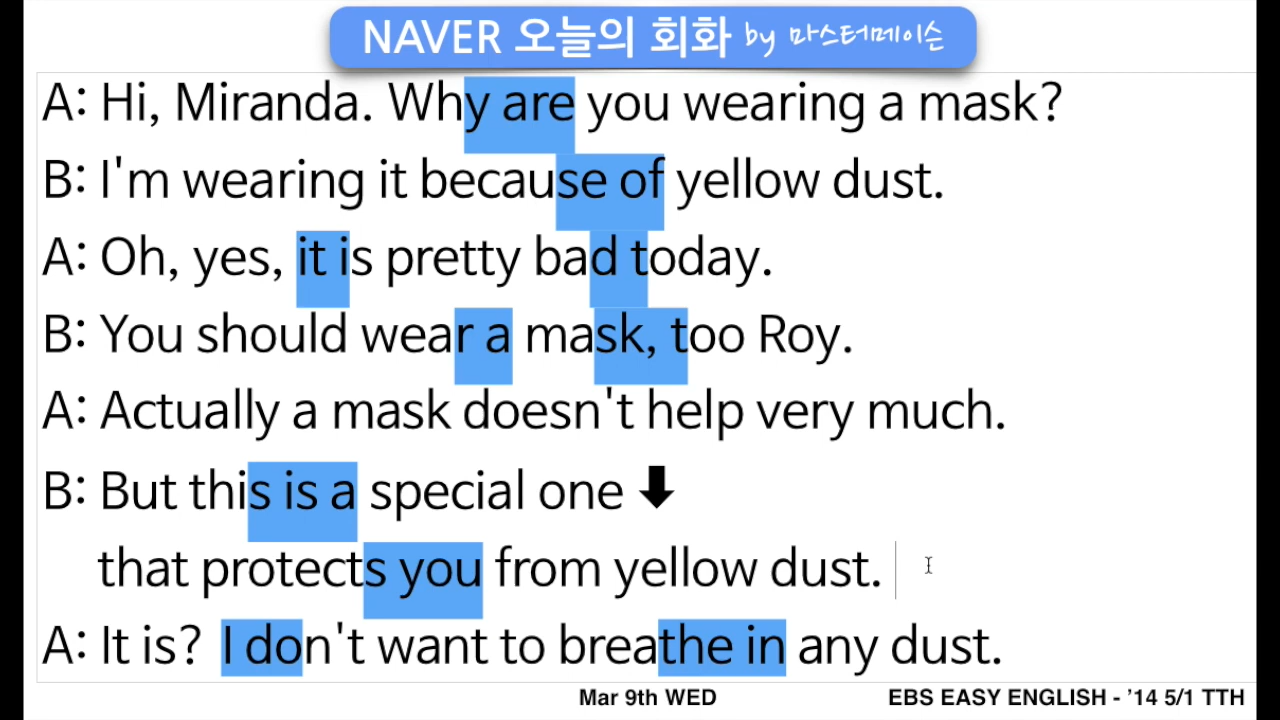 NAVER 오늘의 회화 by 마스터메이슨
A: Hi, Miranda. Why are you wearing a mask?
B: I'm wearing it because of yellow dust.
A: Oh, yes, it is pretty bad today.
B: You should wear a mask, too Roy.
A: Actually a mask doesn't help very much.
B: But this is a special one
that protects you from yellow dust.
A: It is? I don't want to breathe in any dust.
Mar 9th WED
EBS EASY ENGLISH - ’14 5/1 TTH